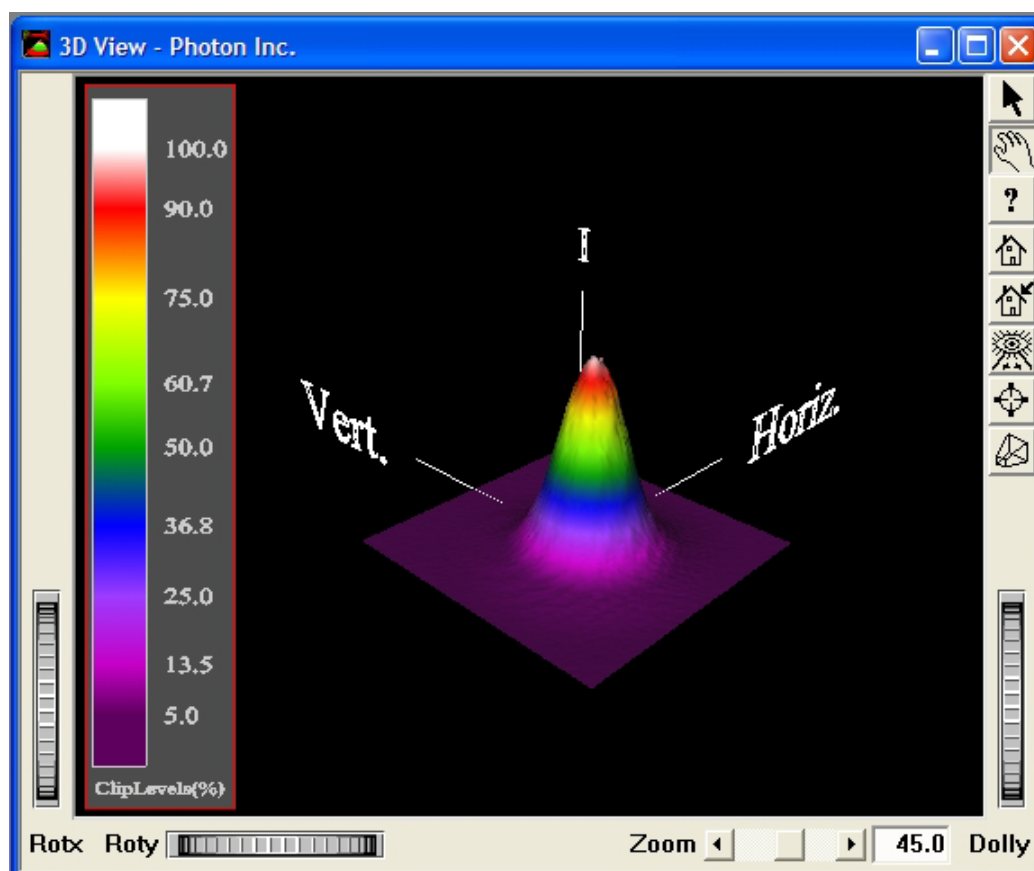 3D View - Photon Inc.
100.0
90.0
75.0
60.7
50.0
36.8
25.0
13.5
5.0
ClipLevels(%)
I
Vert.
Horiz.
?
Rotx Roty Zoom 45.0 Dolly